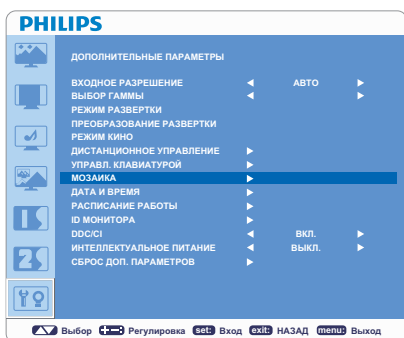 PHILIPS
ДОПОЛНИТЕЛЬНЫЕ ПАРАМЕТРЫ
ВХОДНОЕ РАЗРЕШЕНИЕ АВТО
ВЫБОР ГАММЫ
РЕЖИМ РАЗВЕРТКИ
ПРЕОБРАЗОВАНИЕ РАЗВЕРТКИ
РЕЖИМ КИНО
ДИСТАНЦИОННОЕ УПРАВЛЕНИЕ
УПРАВЛ. КЛАВИАТУРОЙ
МОЗАИКА
ДАТА И ВРЕМЯ
РАСПИСАНИЕ РАБОТЫ
ID МОНИТОРА
DDC/CI ВКЛ.
ИНТЕЛЛЕКТУАЛЬНОЕ ПИТАНИЕ ВЫКЛ.
СБРОС ДОП. ПАРАМЕТРОВ
Выбор Регулировка set: Вход exit: НАЗАД menu: Выход